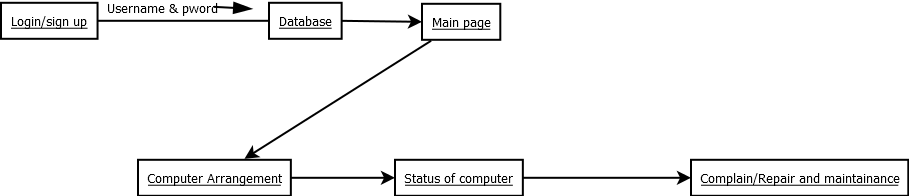 Username & pword
Login/sign up
Database
Main page
Computer Arrangement
Status of computer
Complain/Repair and maintainance